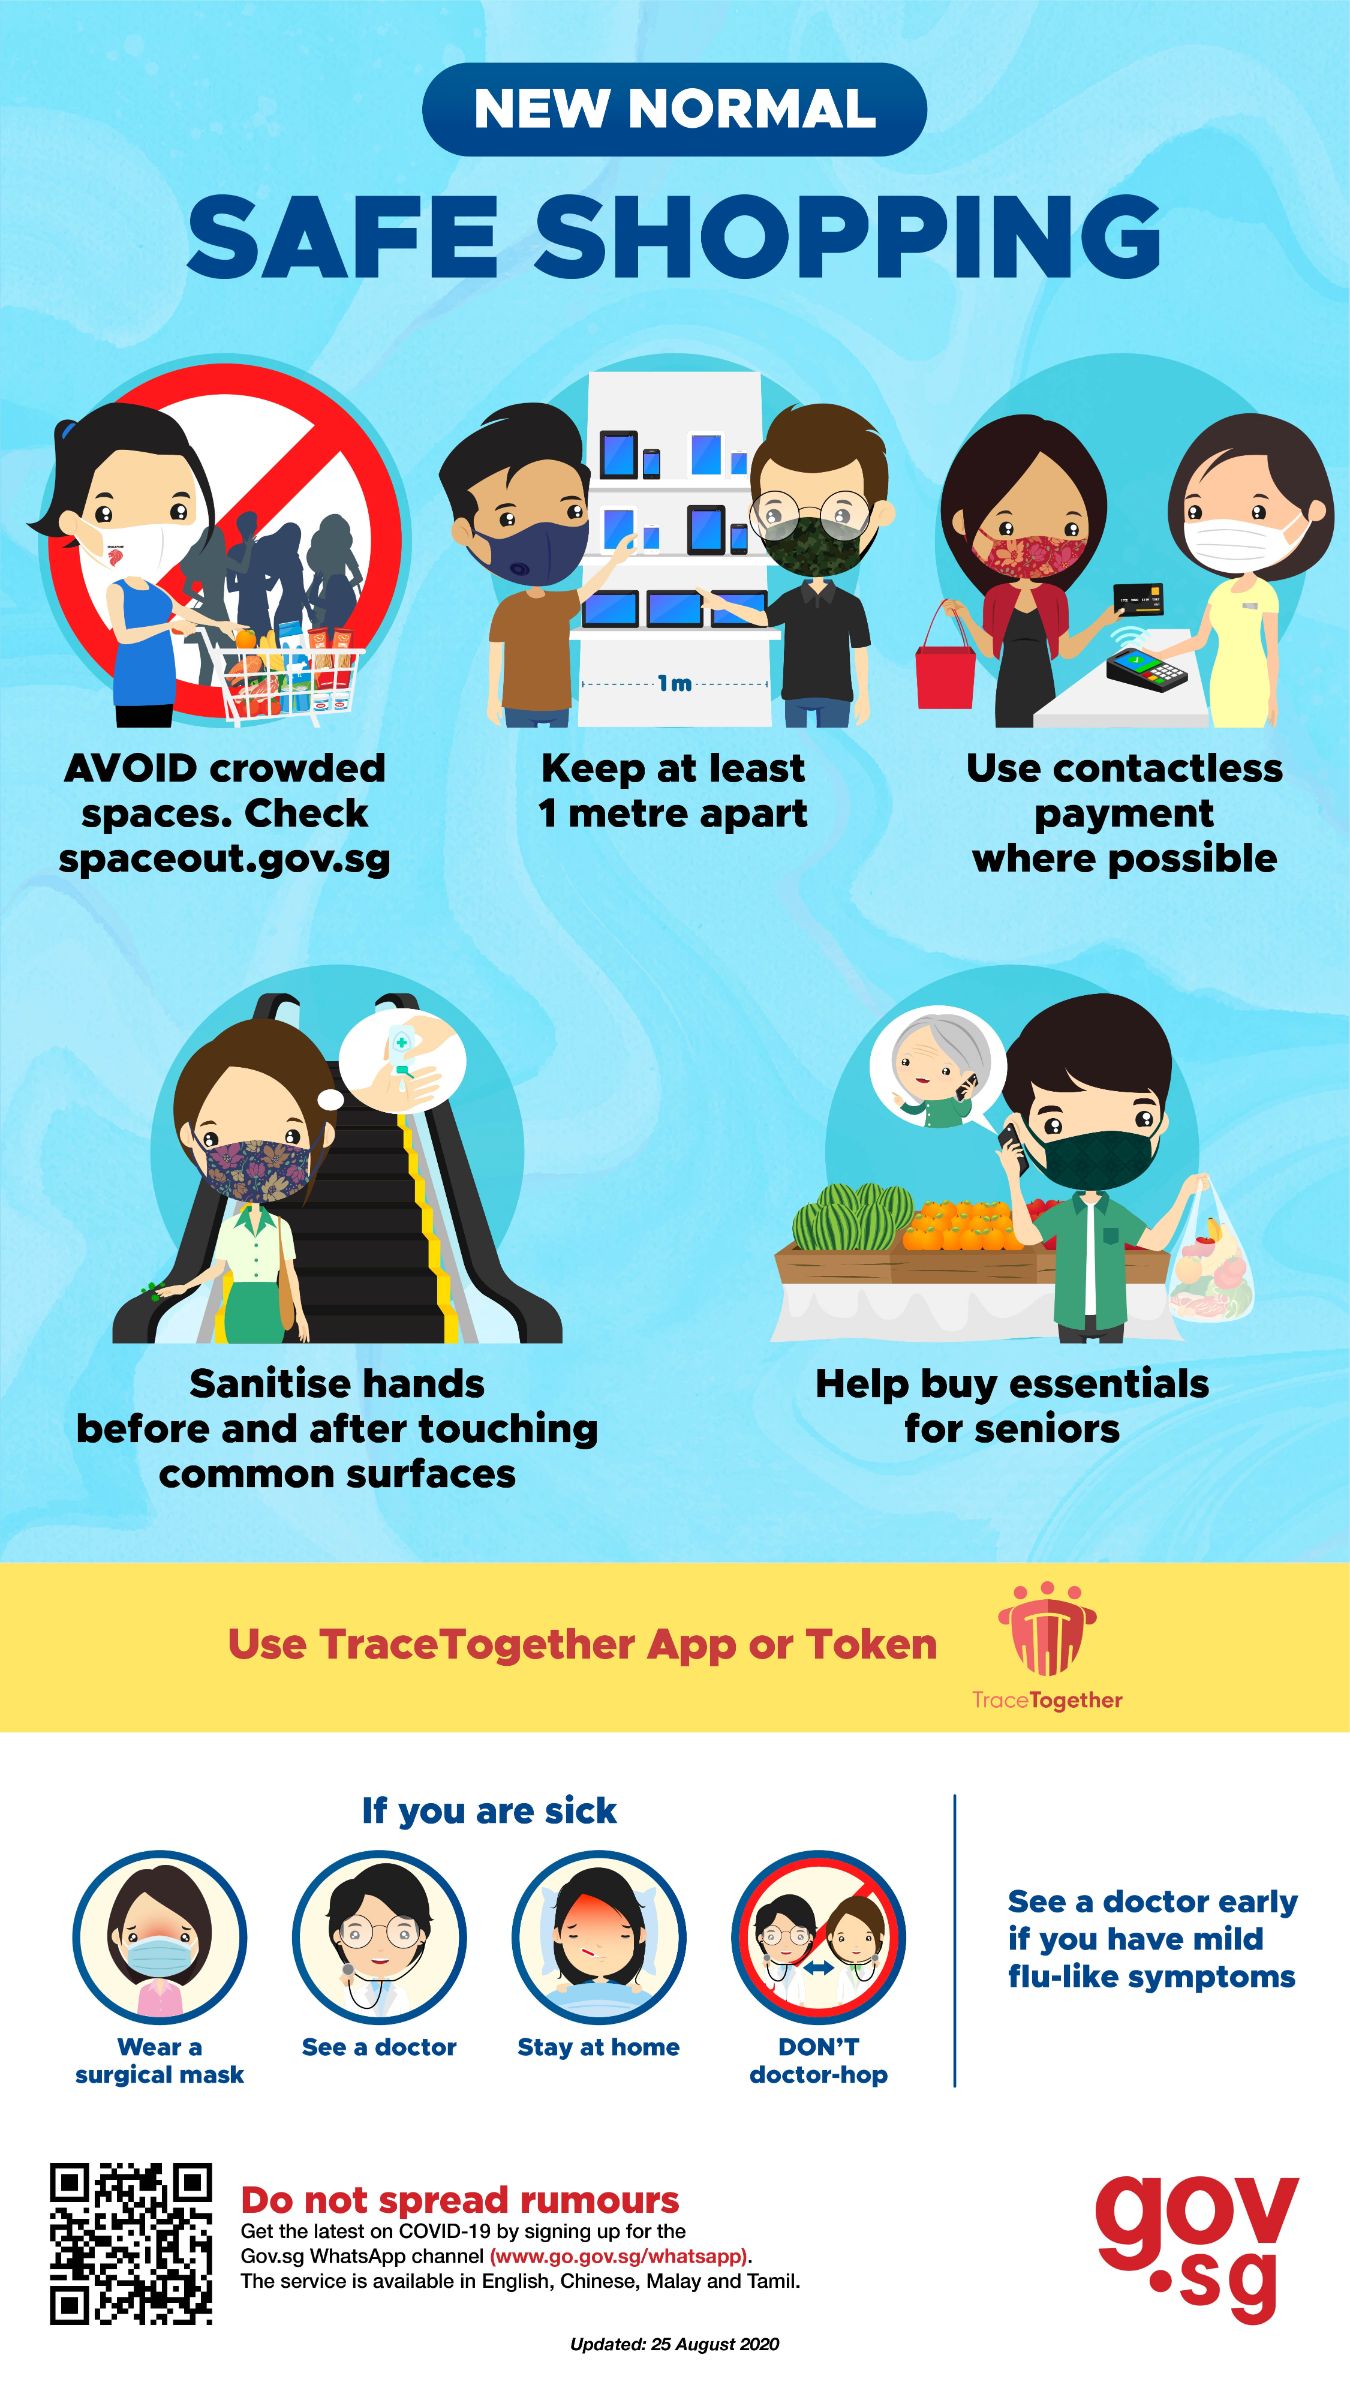 NEW NORMAL
SAFE SHOPPING
AVOID crowded
spaces. Check
spaceout.gov.sg
1m
Keep at least
1 metre apart
Use contactless
payment
where possible
Sanitise hands
before and after touching
common surfaces
Help buy essentials
for seniors
Use TraceTogether App or Token
TraceTogether
If you are sick
Wear a
surgical mask
See a doctor
Stay at home
DON'T
doctor-hop
See a doctor early
if you have mild
flu-like symptoms
Do not spread rumours
Get the latest on COVID-19 by signing up for the
Gov.sg WhatsApp channel (www.go.gov.sg/whatsapp).
The service is available in English, Chinese, Malay and Tamil.
gov
.sg
Updated: 25 August 2020